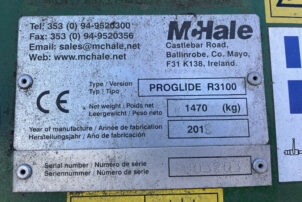 Tel: 353 (0) 94-9520300
Fax: 353 (0) 94-9520356
Email: sales@mchale.net
Web: www.mchale.net
McHale
Castlebar Road,
Ballinrobe, Co. Mayo,
F31 K138, Ireland.
CE
Type / Version
Typ / Tipo
PROGLIDE R3100
Net weight / Poids net
Leergewicht / Peso neto
1470 (kg)
Year of manufacture / Année de fabrication
Herstellungsjahr / Año de fabricación
201
Serial number / Numéro de série
Seriennummer / Número de serie